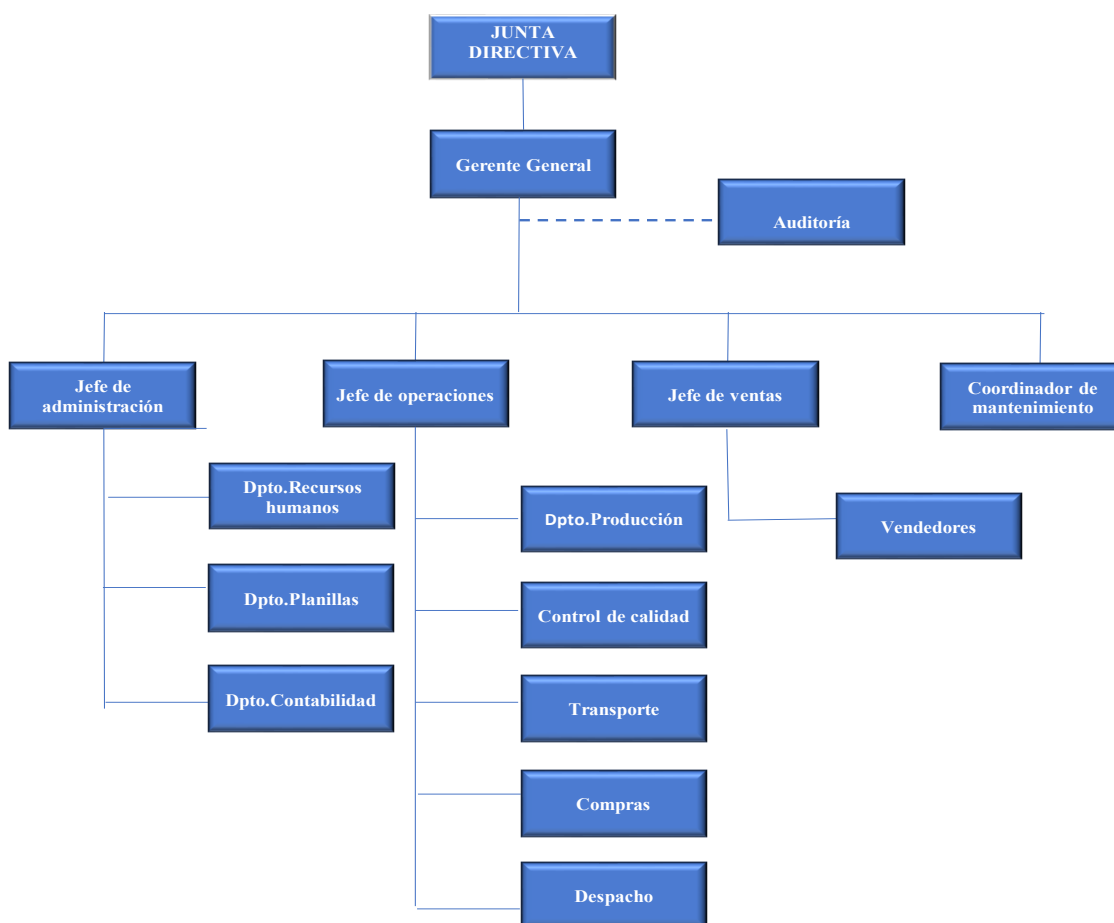 JUNTA
DIRECTIVA
Gerente General
Auditoría
Jefe de
administración
Jefe de operaciones
Jefe de ventas
Coordinador de
mantenimiento
Dpto.Recursos
humanos
Dpto.Planillas
Dpto.Contabilidad
Dpto.Producción
Control de calidad
Transporte
Compras
Despacho
Vendedores